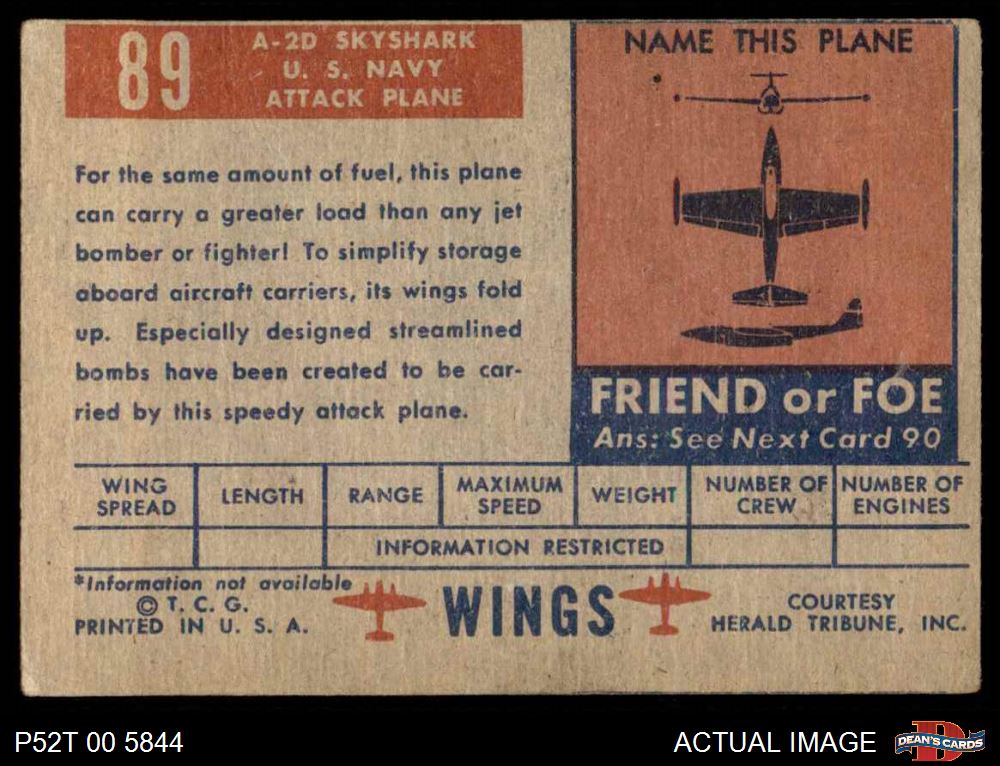 89
A-2D SKYSHARK
U. S. NAVY
ATTACK PLANE
For the same amount of fuel, this plane
can carry a greater load than any jet
bomber or fighter! To simplify storage
aboard aircraft carriers, its wings fold
up. Especially designed streamlined
bombs have been created to be car-
ried by this speedy attack plane.
NAME THIS PLANE
FRIEND or FOE
Ans: See Next Card 90
WING SPREAD
LENGTH
RANGE
MAXIMUM SPEED
WEIGHT
NUMBER OF CREW
NUMBER OF ENGINES
INFORMATION RESTRICTED
*Information not available
© T. C. G.
PRINTED IN U. S. A.
WINGS
COURTESY
HERALD TRIBUNE, INC.
P52T 00 5844
ACTUAL IMAGE
D
DEAN'S CARDS